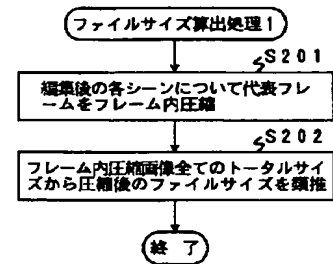 ファイルサイズ算出処理1
S201
編集後の各シーンについて代表フレ
ームをフレーム内圧縮
S202
フレーム内圧縮画像全てのトータルサ
イズから圧縮後のファイルサイズを類推
終了